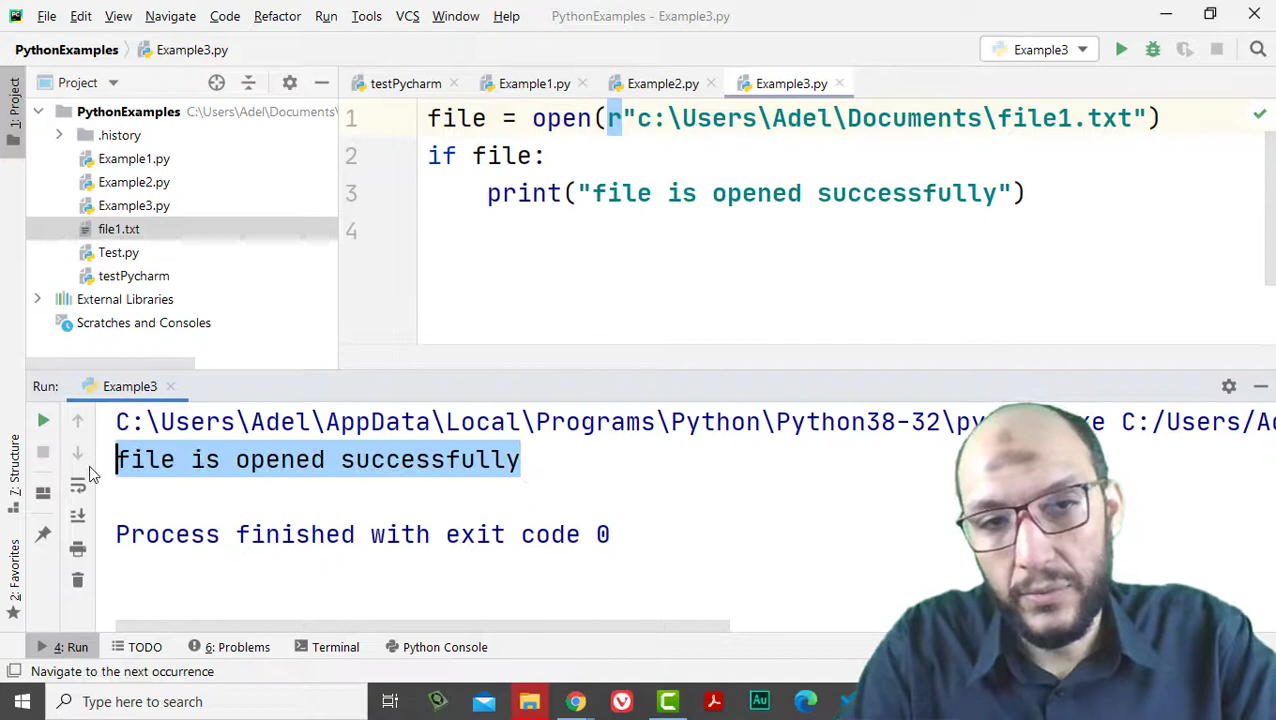 File Edit View Navigate Code Refactor Run Tools VCS Window Help PythonExamples - Example3.py
PythonExamples Example3.py Example3
1: Project Project testPycharm Example1.py Example2.py Example3.py
PythonExamples C:\Users\Adel\Documents\
.history
Example1.py
Example2.py
Example3.py
file1.txt
Test.py
testPycharm
External Libraries
Scratches and Consoles
1 file = open(r"c:\Users\Adel\Documents\file1.txt")
2 if file:
3 print("file is opened successfully")
4
Run: Example3
C:\Users\Adel\AppData\Local\Programs\Python\Python38-32\py e C:/Users/Ad
file is opened successfully
Process finished with exit code 0
7: Structure
2: Favorites
4: Run TODO 6: Problems Terminal Python Console
Navigate to the next occurrence
Type here to search Au